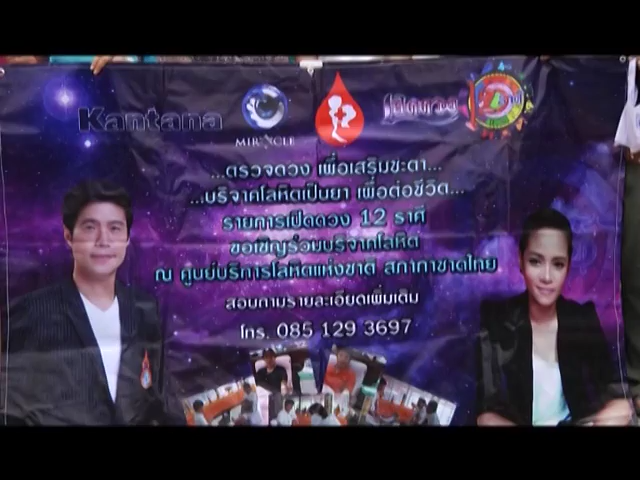 Kantana
MIRACLE
...ตรวจดวง เพื่อเสริมชะตา...
...บริจาคโลหิตเป็นยา เพื่อต่อชีวิต...
รายการเปิดดวง 12 ราศี
ขอเชิญร่วมบริจาคโลหิต
ณ ศูนย์บริการโลหิตแห่งชาติ สภากาชาดไทย
สอบถามรายละเอียดเพิ่มเติม
โทร. 085 129 3697